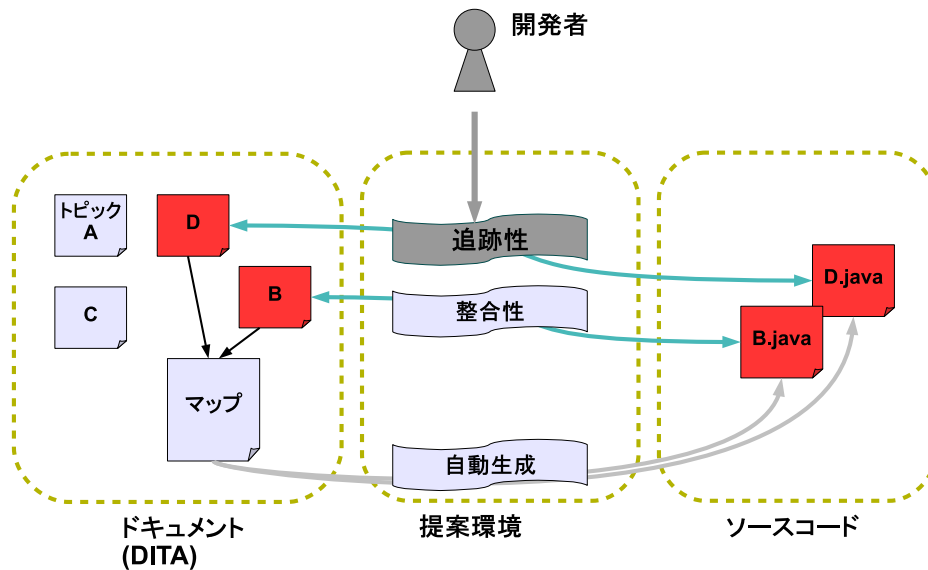 開発者
トピック
A
D
C
B
マップ
追跡性
整合性
自動生成
D.java
B.java
ドキュメント
(DITA)
提案環境
ソースコード